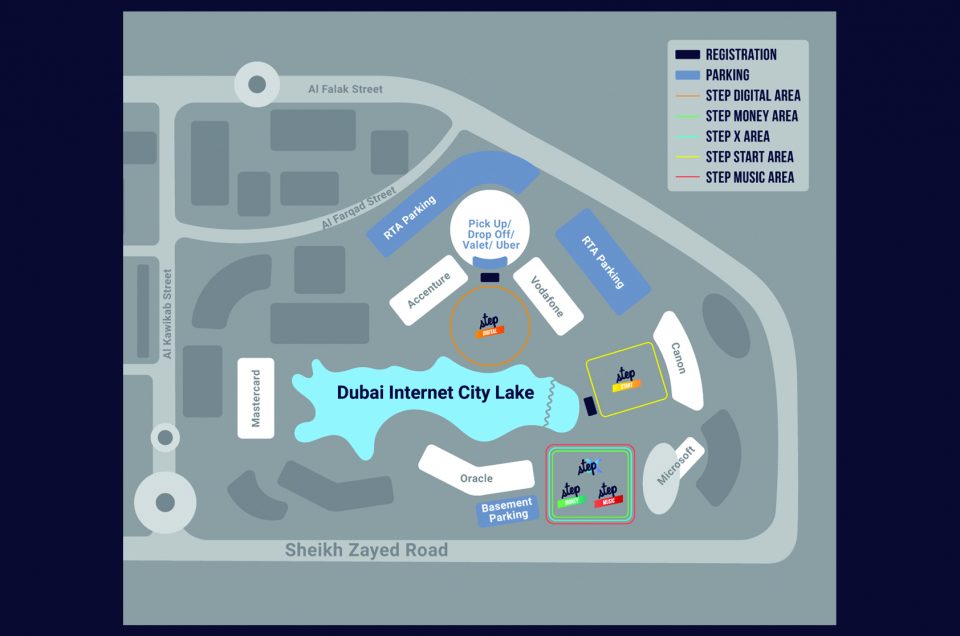 REGISTRATION
PARKING
STEP DIGITAL AREA
STEP MONEY AREA
STEP X AREA
STEP START AREA
STEP MUSIC AREA
Al Falak Street
Al Farqad Street
RTA Parking
Pick Up/
Drop Off/
Valet/ Uber
RTA Parking
Accenture
Vodafone
Al Kawikab Street
step
DIGITAL
Canon
step
START
Mastercard
Dubai Internet City Lake
Oracle
Microsoft
stepX
step
MONEY
step
MUSIC
Basement
Parking
Sheikh Zayed Road